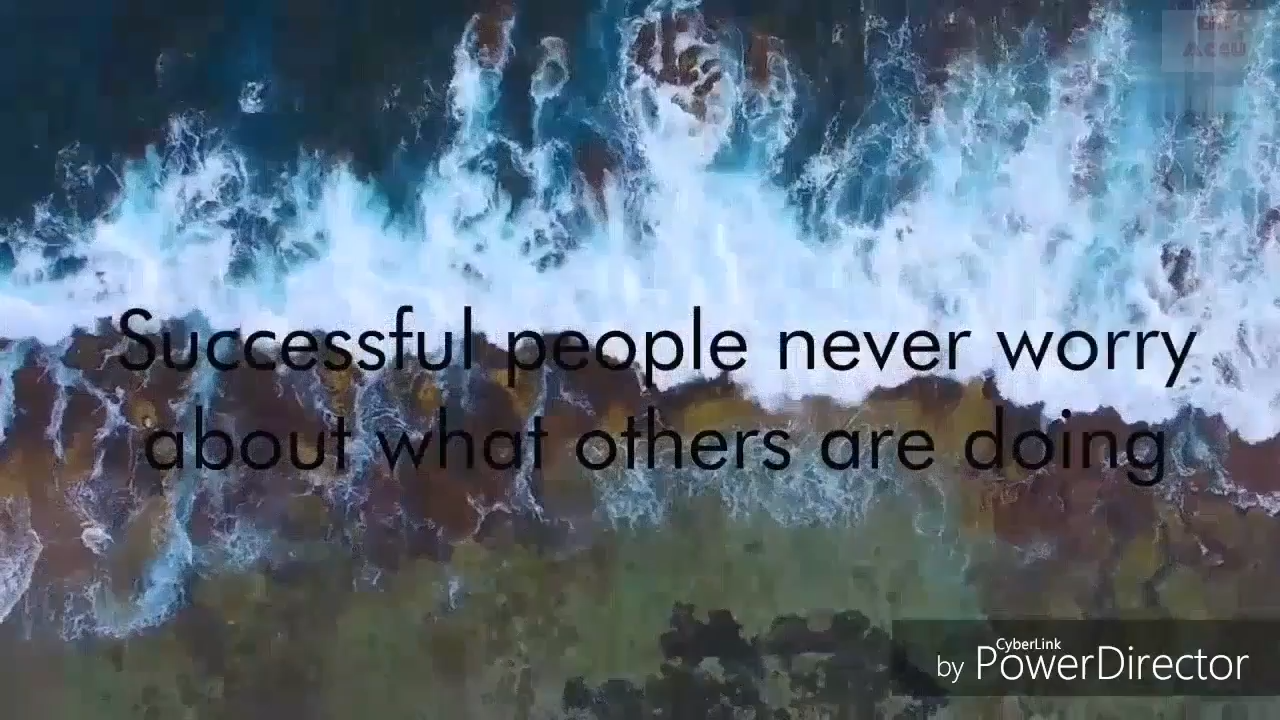 Successful people never worry
about what others are doing
CyberLink
by PowerDirector